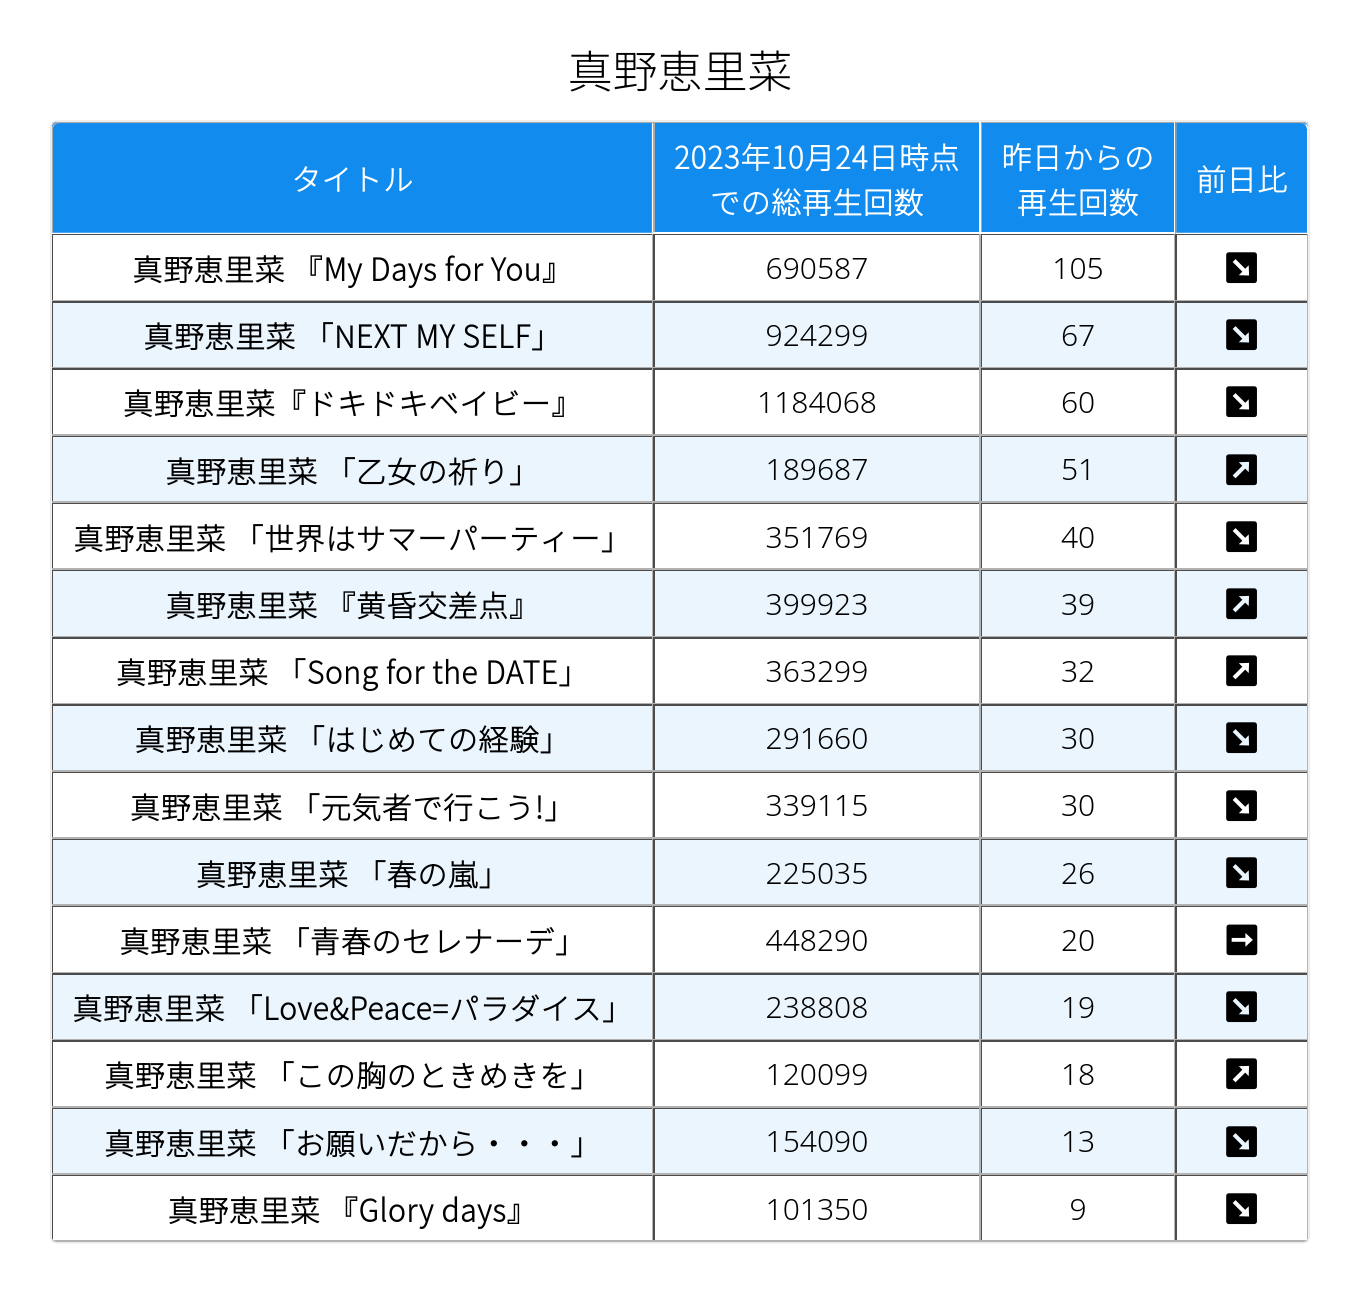 真野恵里菜
タイトル
2023年10月24日時点
での総再生回数
昨日からの
再生回数
前日比
真野恵里菜 『My Days for You』 690587 105 ↘
真野恵里菜 「NEXT MY SELF」 924299 67 ↘
真野恵里菜『ドキドキベイビー』 1184068 60 ↘
真野恵里菜 「乙女の祈り」 189687 51 ↗
真野恵里菜 「世界はサマーパーティー」 351769 40 ↘
真野恵里菜 『黄昏交差点』 399923 39 ↗
真野恵里菜 「Song for the DATE」 363299 32 ↗
真野恵里菜 「はじめての経験」 291660 30 ↘
真野恵里菜 「元気者で行こう!」 339115 30 ↘
真野恵里菜 「春の嵐」 225035 26 ↘
真野恵里菜 「青春のセレナーデ」 448290 20 →
真野恵里菜 「Love&Peace=パラダイス」 238808 19 ↘
真野恵里菜 「この胸のときめきを」 120099 18 ↗
真野恵里菜 「お願いだから・・・」 154090 13 ↘
真野恵里菜 『Glory days』 101350 9 ↘